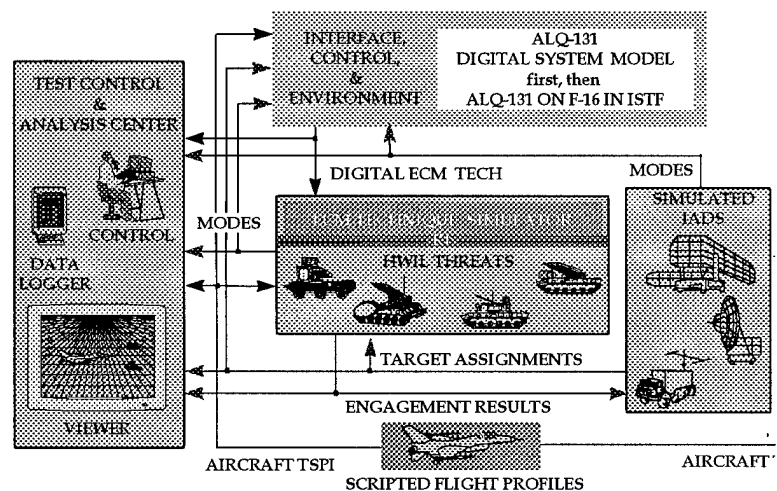 INTERFACE,
CONTROL,
&
ENVIRONMENT
ALQ-131
DIGITAL SYSTEM MODEL
first, then
ALQ-131 ON F-16 IN ISTF
TEST CONTROL
&
ANALYSIS CENTER
CONTROL
DATA
LOGGER
VIEWER
DIGITAL ECM TECH
MODES
MODES
SIMULATOR
HWIL THREATS
SIMULATED
IADS
TARGET ASSIGNMENTS
ENGAGEMENT RESULTS
AIRCRAFT TSPI
AIRCRAFT
SCRIPTED FLIGHT PROFILES